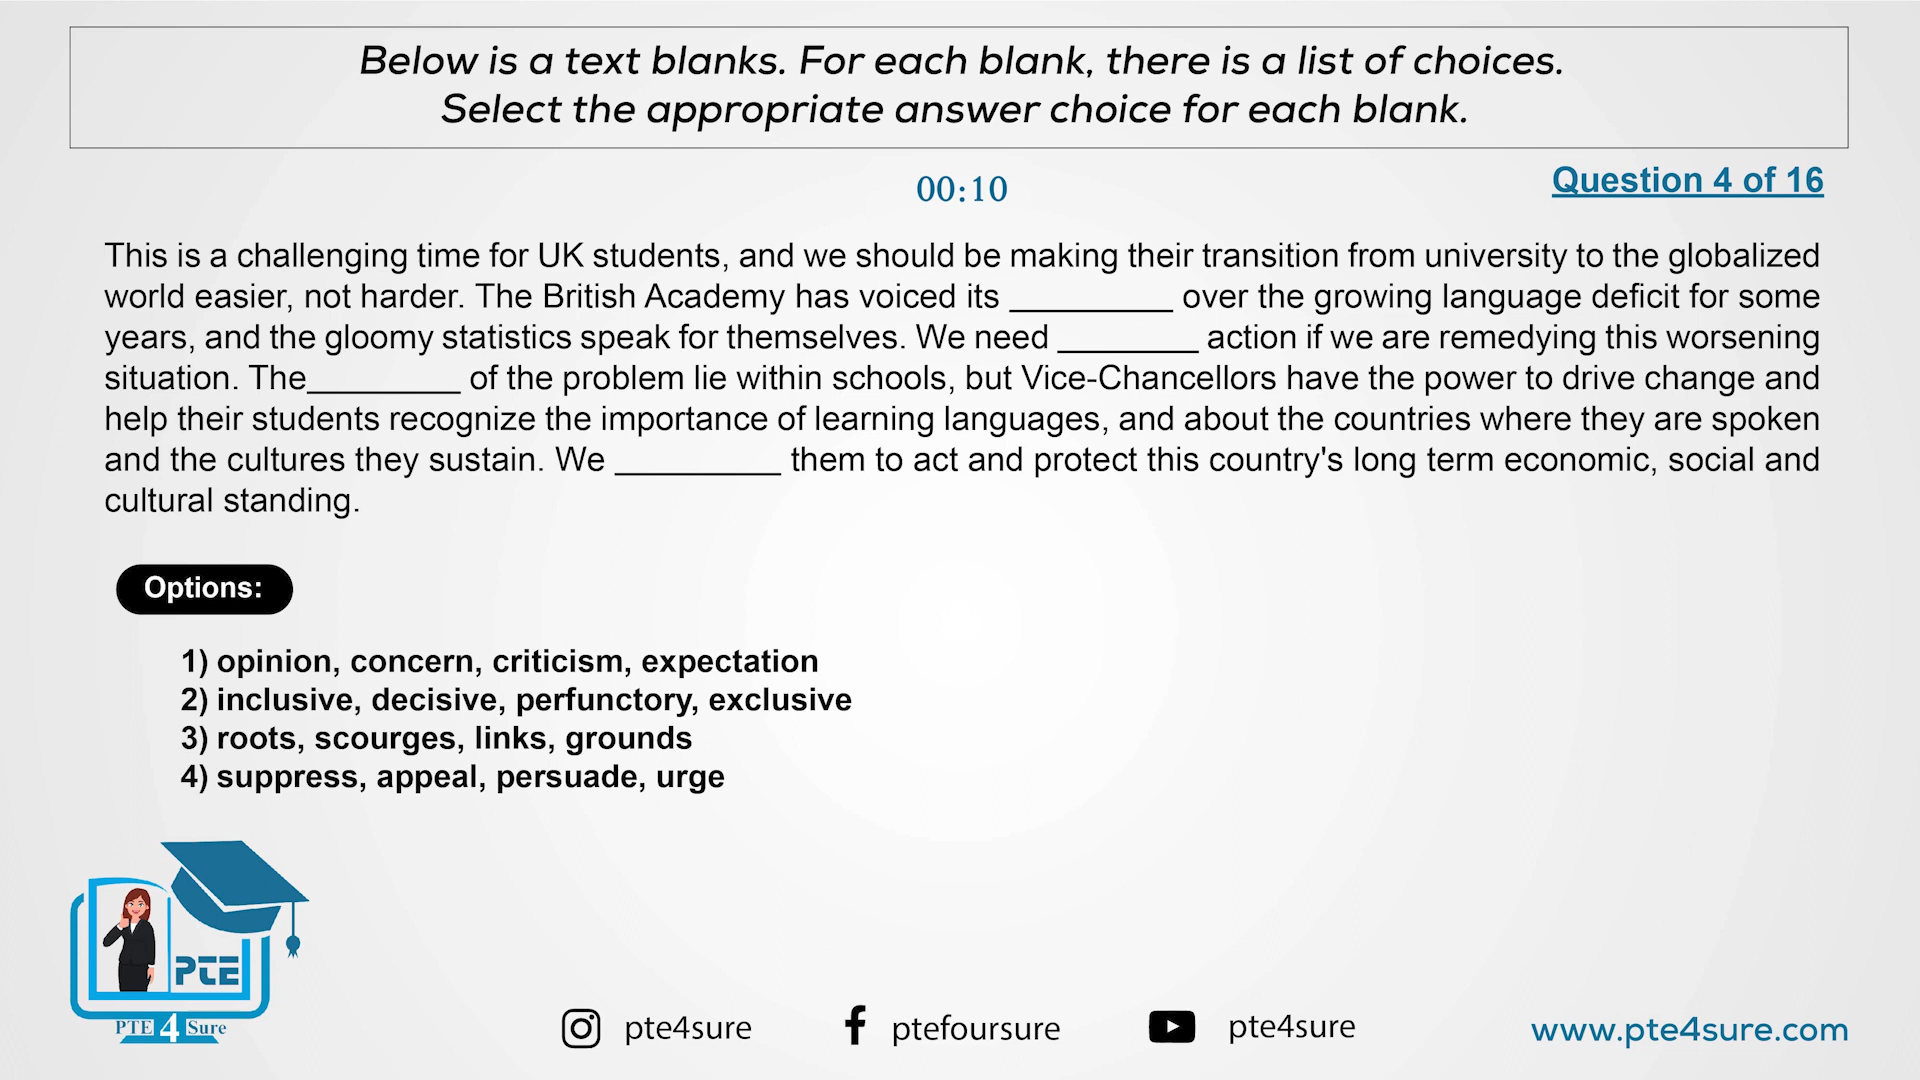 Below is a text blanks. For each blank, there is a list of choices.
Select the appropriate answer choice for each blank.
00:10
Question 4 of 16
This is a challenging time for UK students, and we should be making their transition from university to the globalized
world easier, not harder. The British Academy has voiced its _________ over the growing language deficit for some
years, and the gloomy statistics speak for themselves. We need ________ action if we are remedying this worsening
situation. The_________ of the problem lie within schools, but Vice-Chancellors have the power to drive change and
help their students recognize the importance of learning languages, and about the countries where they are spoken
and the cultures they sustain. We _________ them to act and protect this country's long term economic, social and
cultural standing.
Options:
1) opinion, concern, criticism, expectation
2) inclusive, decisive, perfunctory, exclusive
3) roots, scourges, links, grounds
4) suppress, appeal, persuade, urge
PTE
PTE 4 Sure
pte4sure
ptefoursure
pte4sure
www.pte4sure.com